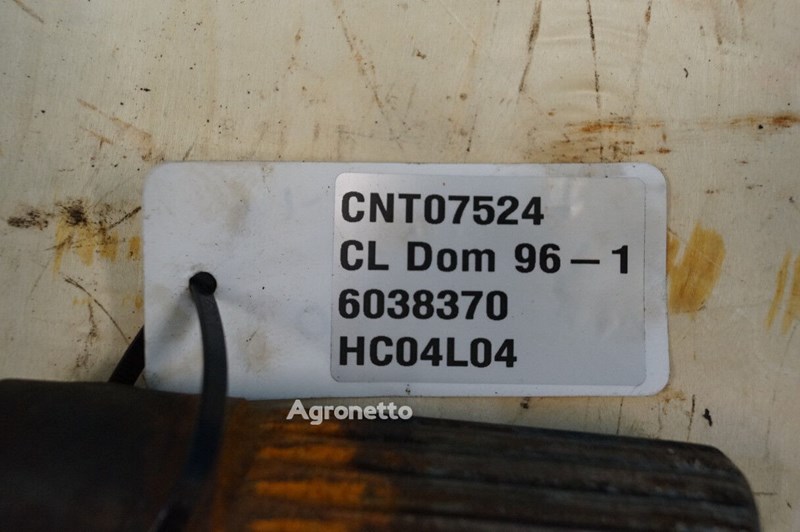 CNT07524
CL Dom 96-1
6038370
HC04L04
Agronetto